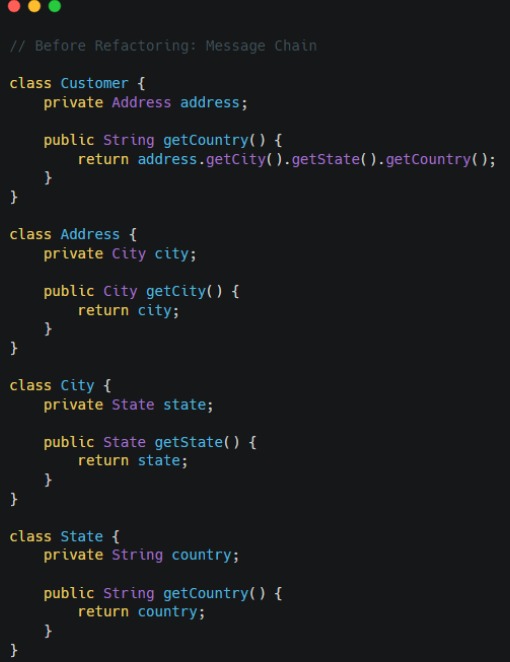 // Before Refactoring: Message Chain
class Customer {
    private Address address;
    public String getCountry() {
        return address.getCity().getState().getCountry();
    }
}
class Address {
    private City city;
    public City getCity() {
        return city;
    }
}
class City {
    private State state;
    public State getState() {
        return state;
    }
}
class State {
    private String country;
    public String getCountry() {
        return country;
    }
}